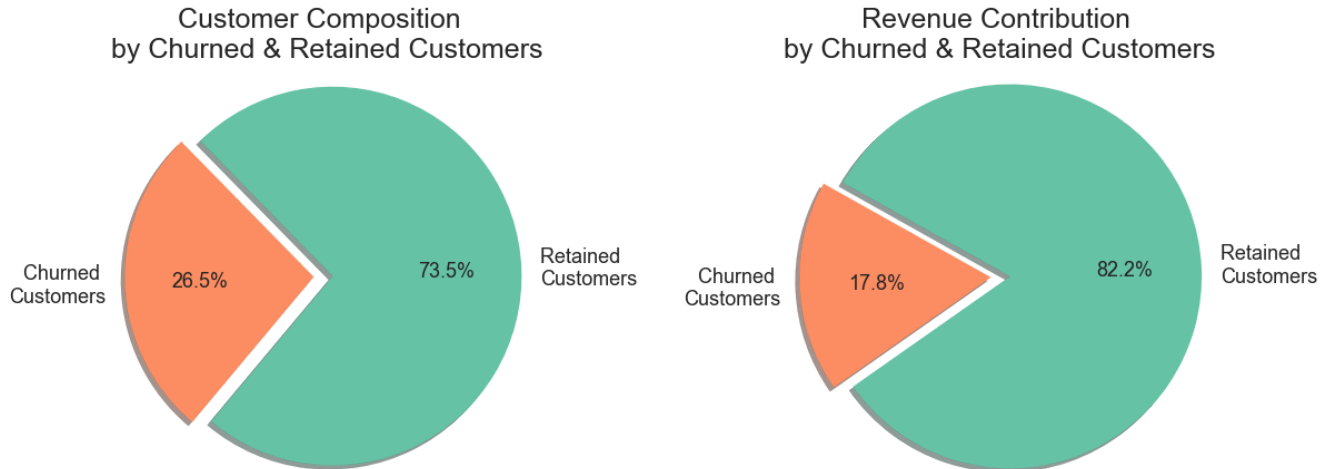 Customer Composition
by Churned & Retained Customers
Churned
Customers
26.5%
73.5%
Retained
Customers
Revenue Contribution
by Churned & Retained Customers
Churned
Customers
17.8%
82.2%
Retained
Customers